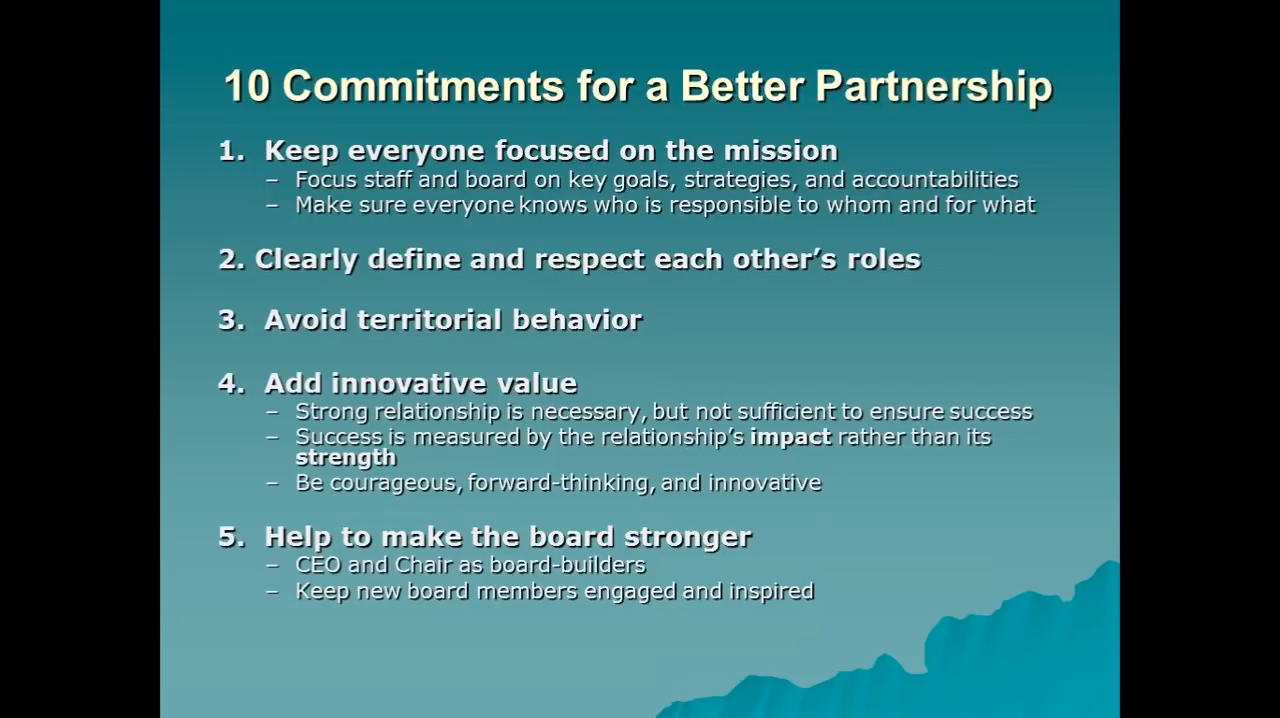 10 Commitments for a Better Partnership
1. Keep everyone focused on the mission
– Focus staff and board on key goals, strategies, and accountabilities
– Make sure everyone knows who is responsible to whom and for what
2. Clearly define and respect each other’s roles
3. Avoid territorial behavior
4. Add innovative value
– Strong relationship is necessary, but not sufficient to ensure success
– Success is measured by the relationship’s impact rather than its
strength
– Be courageous, forward-thinking, and innovative
5. Help to make the board stronger
– CEO and Chair as board-builders
– Keep new board members engaged and inspired